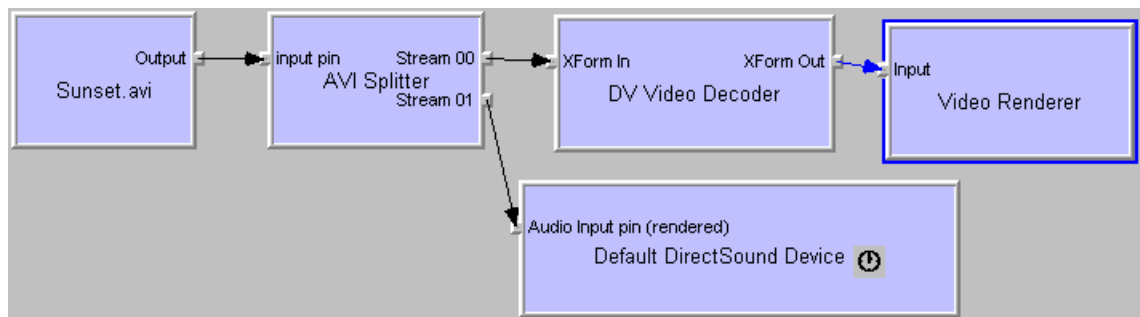 Output
Sunset.avi
input pin
Stream 00
AVI Splitter
Stream 01
XForm In
XForm Out
DV Video Decoder
Input
Video Renderer
Audio Input pin (rendered)
Default DirectSound Device